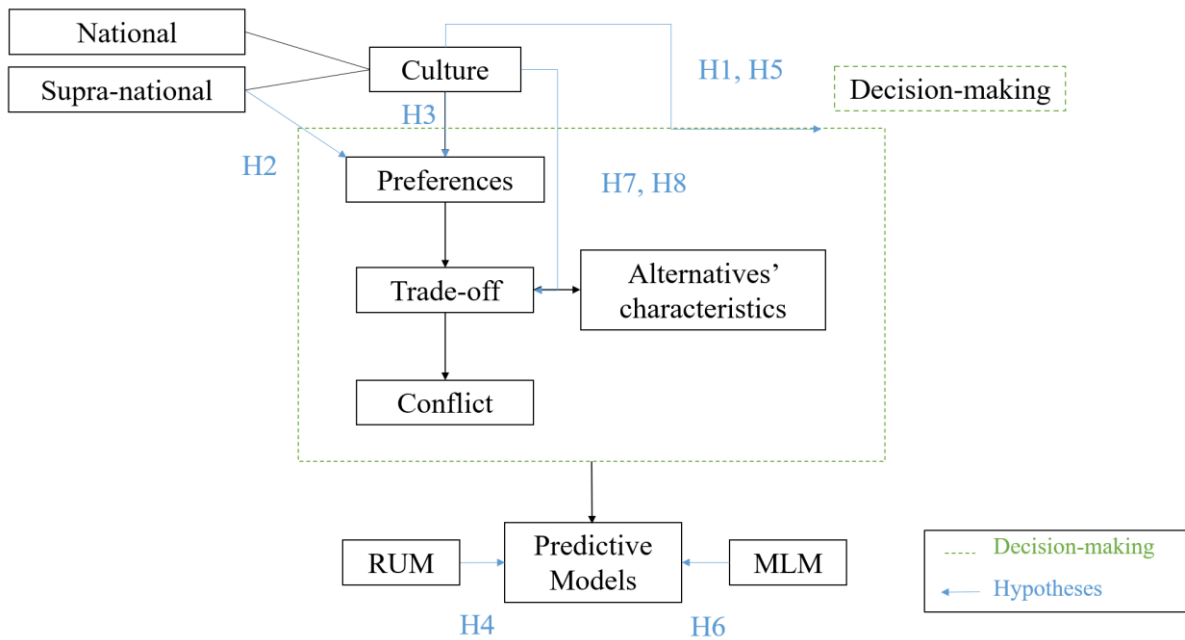 National
Culture
Supra-national
H1, H5
Decision-making
H3
H2
Preferences
H7, H8
Trade-off
Alternatives’
characteristics
Conflict
RUM
Predictive
Models
MLM
H4
H6
Decision-making
Hypotheses